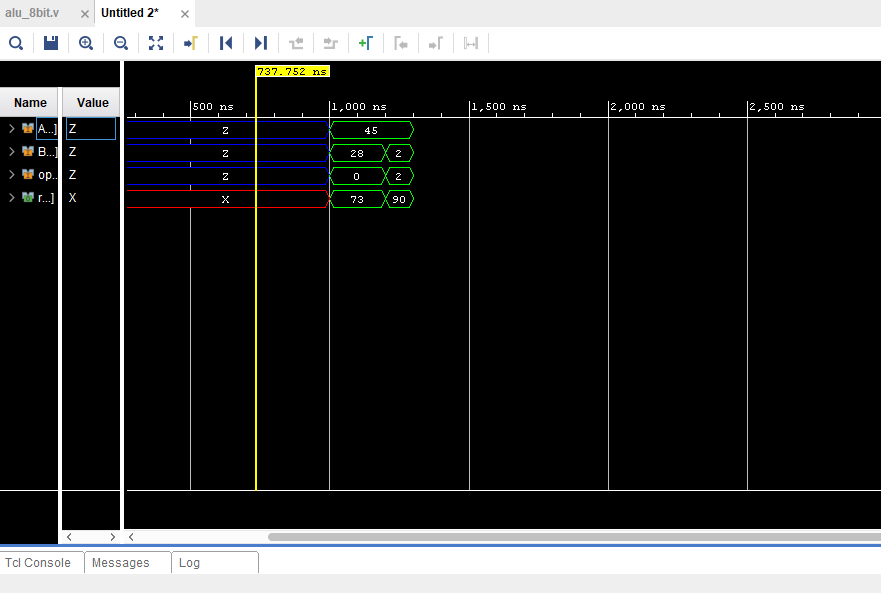 alu_8bit.v Untitled 2*
737.752 ns
Name Value
500 ns 1,000 ns 1,500 ns 2,000 ns 2,500 ns
A...] Z Z 45
B...] Z Z 28 2
op.. Z Z 0 2
r...] X X 73 90
Tcl Console Messages Log